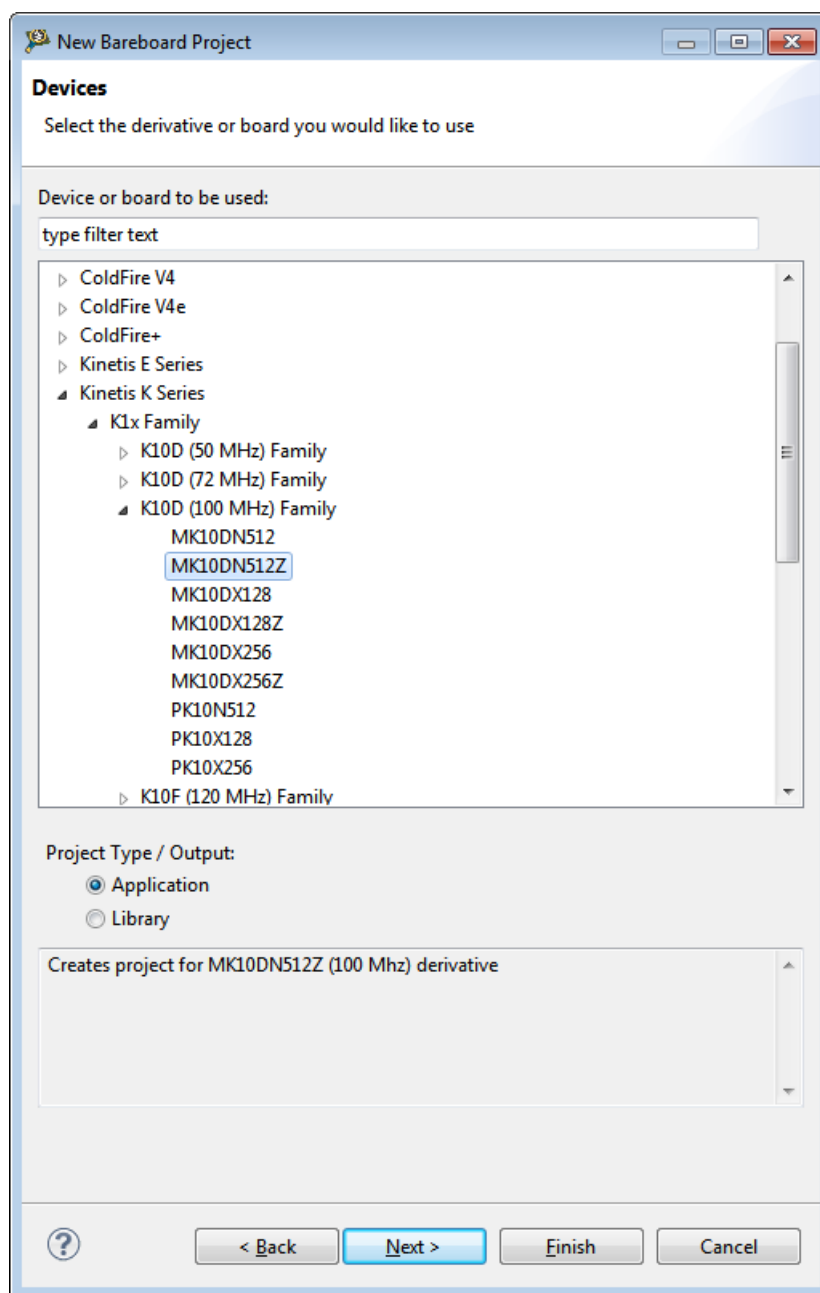 New Bareboard Project
Devices
Select the derivative or board you would like to use
Device or board to be used:
type filter text
ColdFire V4
ColdFire V4e
ColdFire+
Kinetis E Series
Kinetis K Series
K1x Family
K10D (50 MHz) Family
K10D (72 MHz) Family
K10D (100 MHz) Family
MK10DN512
MK10DN512Z
MK10DX128
MK10DX128Z
MK10DX256
MK10DX256Z
PK10N512
PK10X128
PK10X256
K10F (120 MHz) Family
Project Type / Output:
Application
Library
Creates project for MK10DN512Z (100 Mhz) derivative
? < Back Next > Finish Cancel